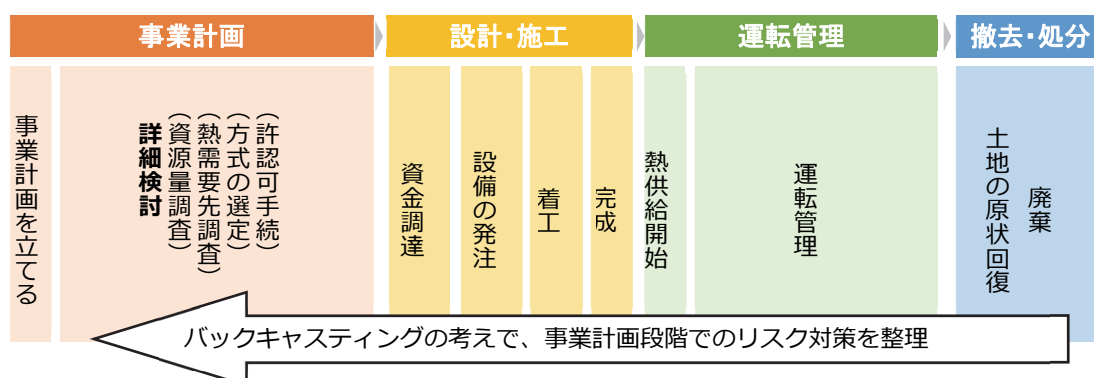 事業計画
設計・施工
運転管理
撤去・処分
事業計画を立てる
詳細検討
（資源量調査）
（熱需要先調査）
（方式の選定）
（許認可手続）
資金調達
設備の発注
着工
完成
熱供給開始
運転管理
廃棄
土地の原状回復
バックキャスティングの考えで、事業計画段階でのリスク対策を整理